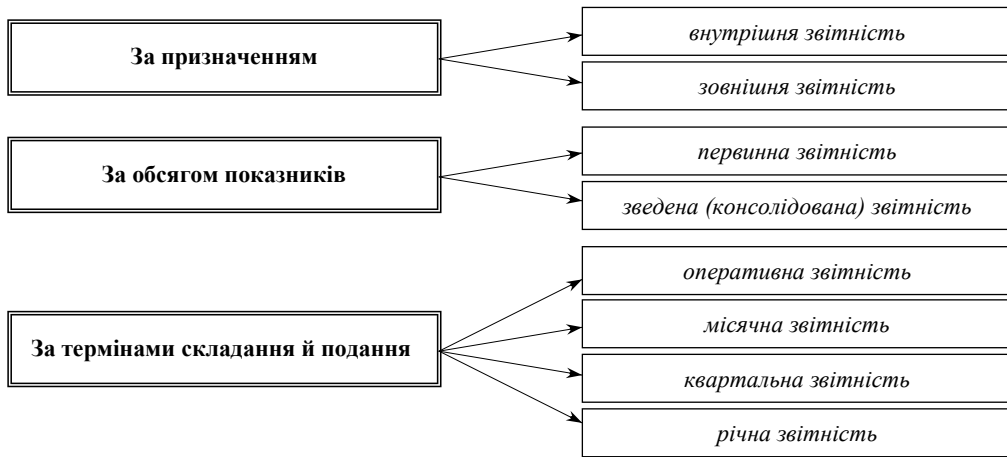 За призначенням
внутрішня звітність
зовнішня звітність
За обсягом показників
первинна звітність
зведена (консолідована) звітність
За термінами складання й подання
оперативна звітність
місячна звітність
квартальна звітність
річна звітність